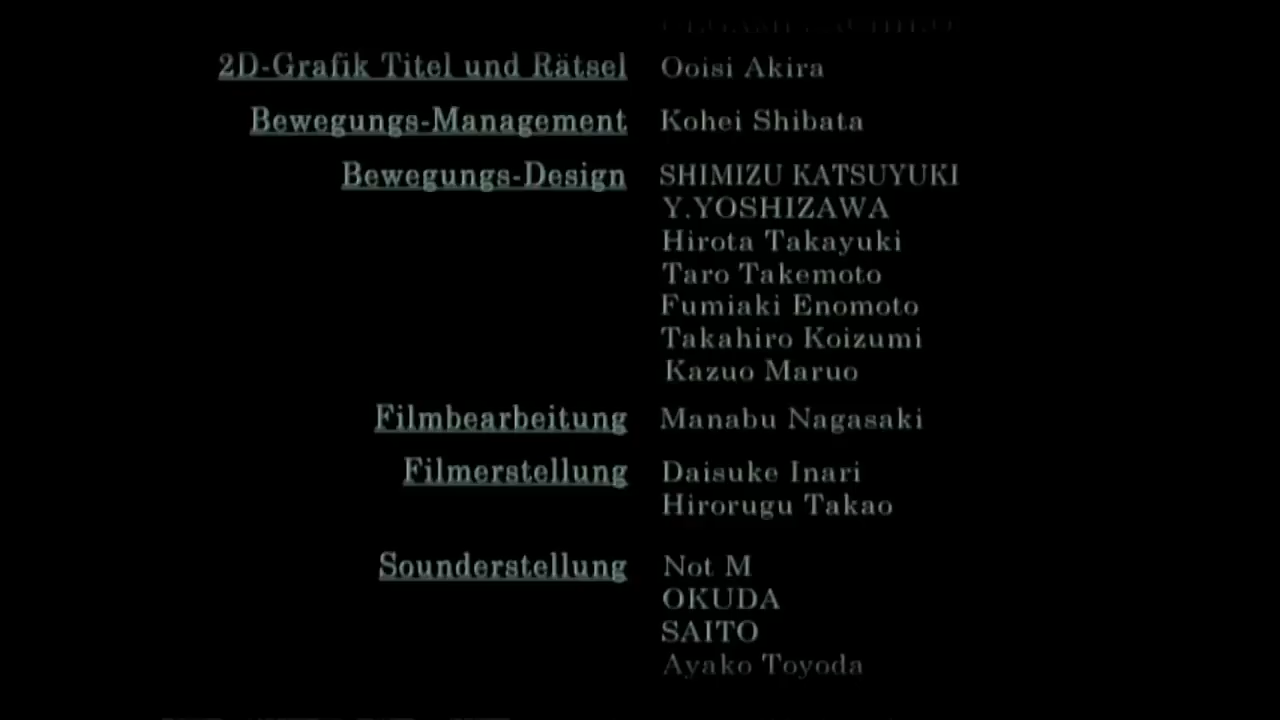 2D-Grafik Titel und Rätsel Ooisi Akira
Bewegungs-Management Kohei Shibata
Bewegungs-Design SHIMIZU KATSUYUKI
Y.YOSHIZAWA
Hirota Takayuki
Taro Takemoto
Fumiaki Enomoto
Takahiro Koizumi
Kazuo Maruo
Filmbearbeitung Manabu Nagasaki
Filmerstellung Daisuke Inari
Hirorugu Takao
Sounderstellung Not M
OKUDA
SAITO
Ayako Toyoda